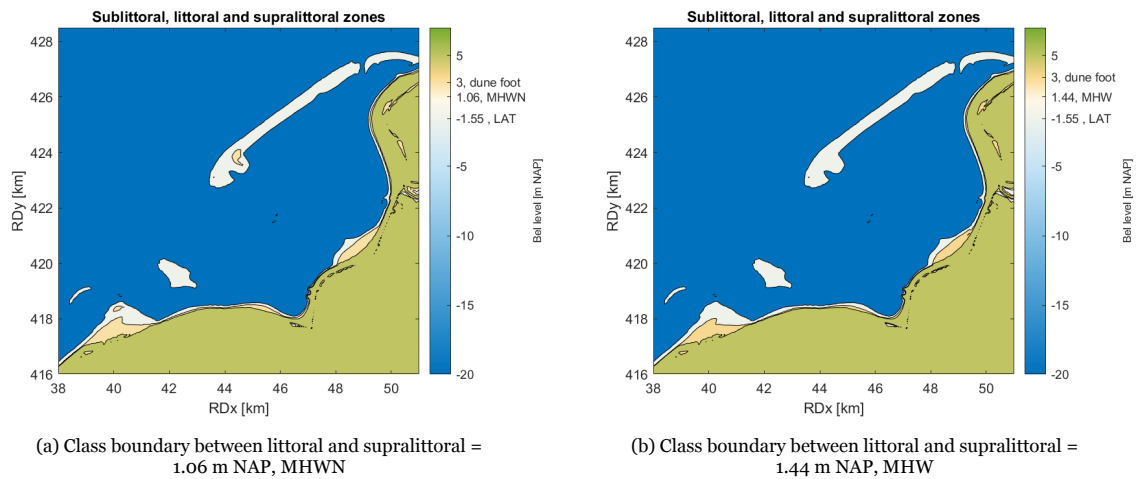 Sublittoral, littoral and supralittoral zones
428
426
424
422
420
418
416
RDy [km]
38
40
42
44
46
48
50
RDx [km]
5
3, dune foot
1.06, MHWN
-1.55 , LAT
-5
-10
-15
-20
Bel level [m NAP]
(a) Class boundary between littoral and supralittoral =
1.06 m NAP, MHWN
Sublittoral, littoral and supralittoral zones
428
426
424
422
420
418
416
RDy [km]
38
40
42
44
46
48
50
RDx [km]
5
3, dune foot
1.44, MHW
-1.55 , LAT
-5
-10
-15
-20
Bel level [m NAP]
(b) Class boundary between littoral and supralittoral =
1.44 m NAP, MHW